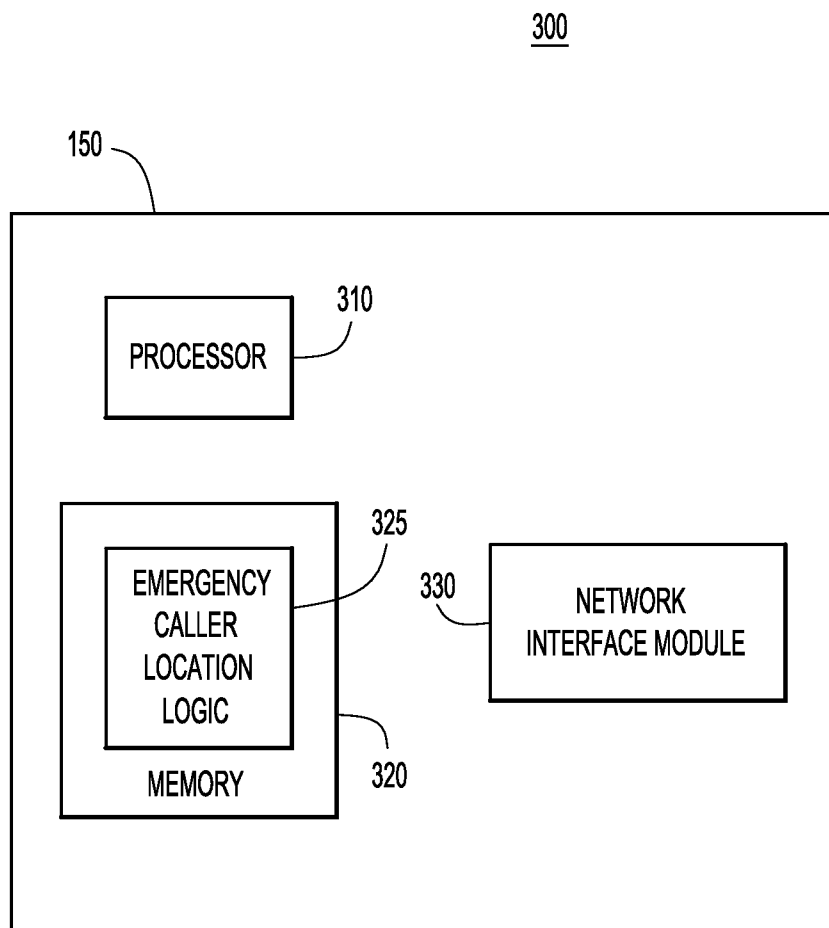 300
150
310
PROCESSOR
325
EMERGENCY
CALLER
LOCATION
LOGIC
MEMORY
320
330
NETWORK
INTERFACE MODULE